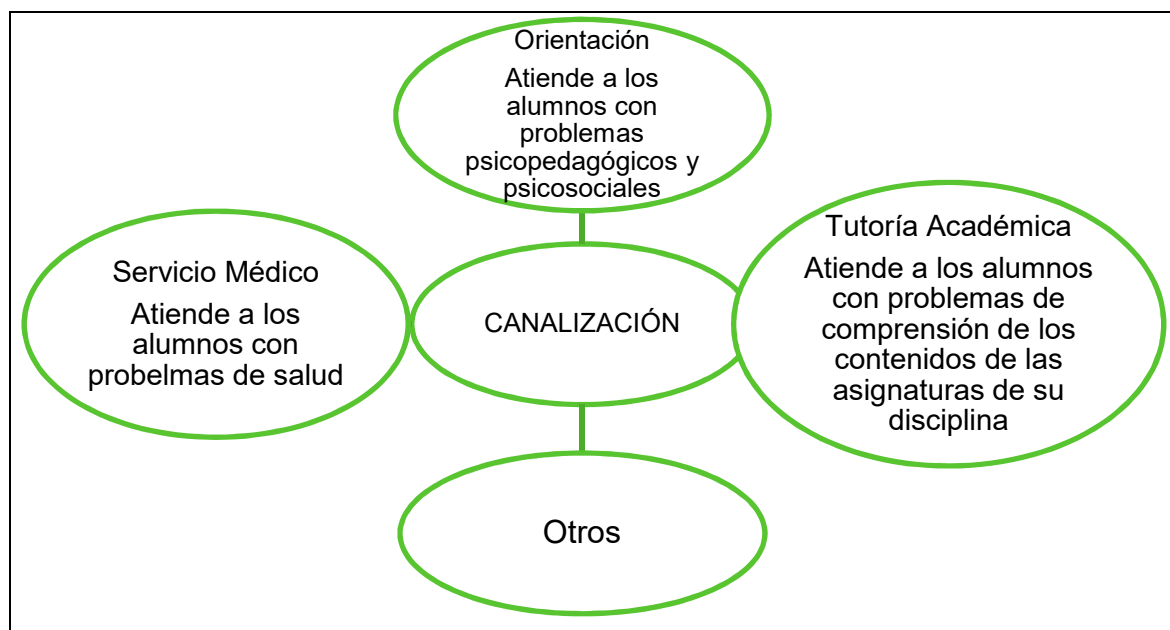 Orientación
Atiende a los
alumnos con
problemas
psicopedagógicos y
psicosociales
Servicio Médico
Atiende a los
alumnos con
probelmas de salud
CANALIZACIÓN
Tutoría Académica
Atiende a los alumnos
con problemas de
comprensión de los
contenidos de las
asignaturas de su
disciplina
Otros